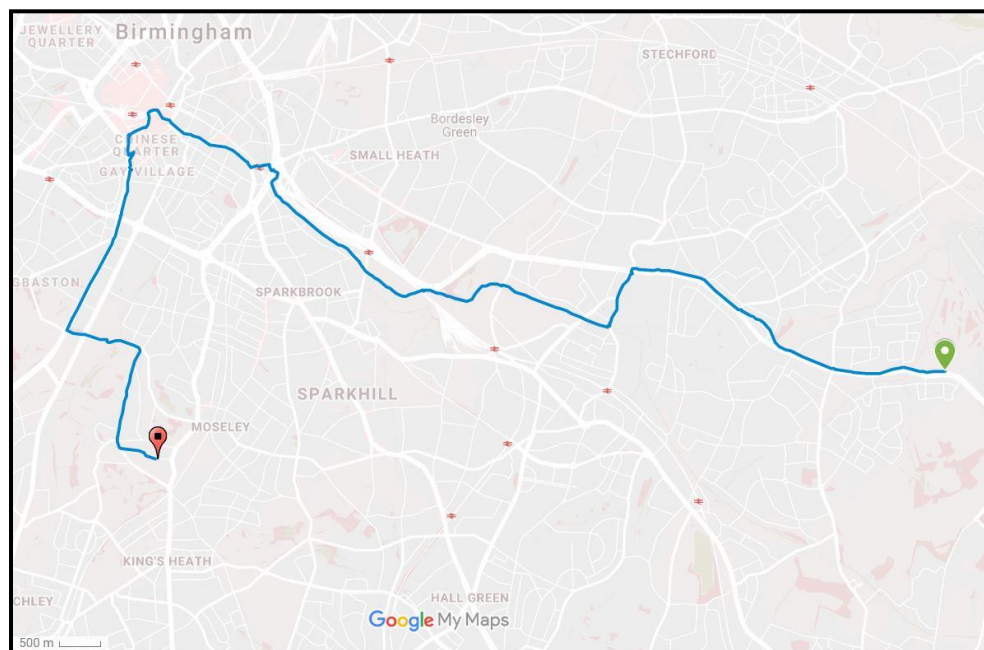 JEWELLERY
QUARTER
Birmingham
STECHFORD
Bordesley
Green
CHINESE
QUARTER
SMALL HEATH
GAY VILLAGE
GBASTON
SPARKBROOK
SPARKHILL
MOSELEY
KING'S HEATH
CHLEY
HALL GREEN
Google My Maps
500 m